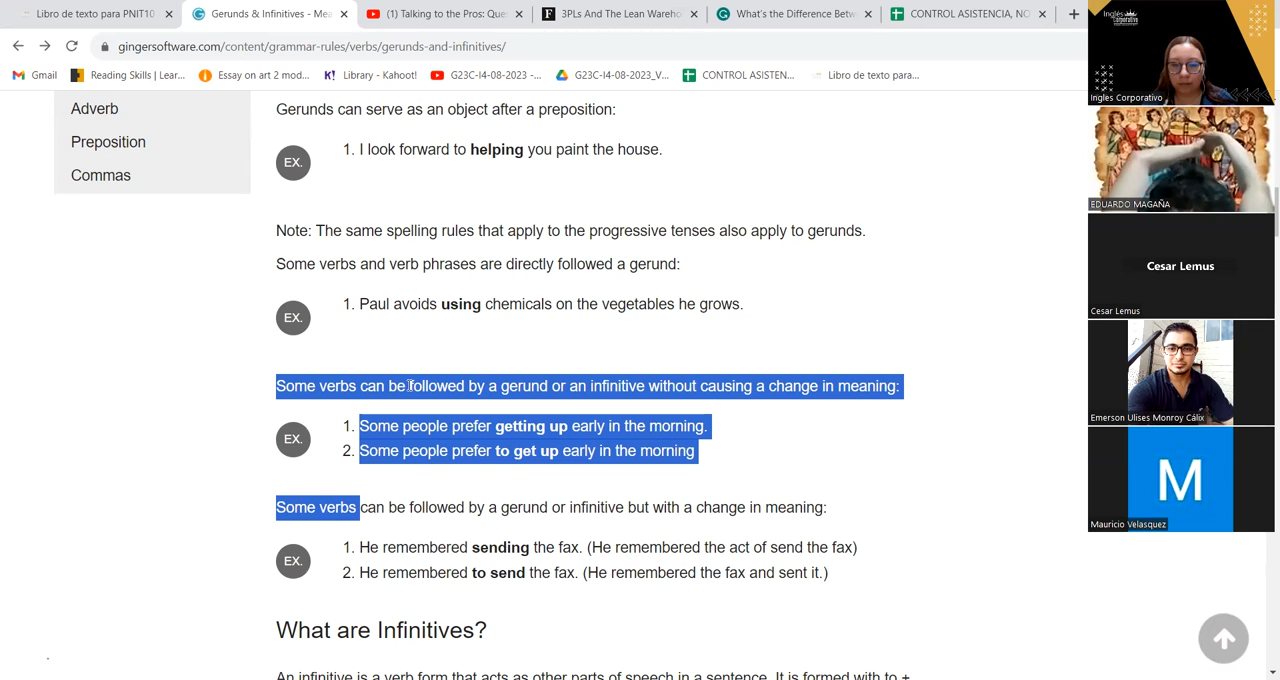 Libro de texto para PNIT10
Gerunds & Infinitives - Mea
(1) Talking to the Pros: Que
3PLs And The Lean Wareho
What's the Difference Betw
CONTROL ASISTENCIA, NO
gingersoftware.com/content/grammar-rules/verbs/gerunds-and-infinitives/
Gmail
Reading Skills | Lear...
Essay on art 2 mod...
Library - Kahoot!
G23C-I4-08-2023 -...
G23C-I4-08-2023_V...
CONTROL ASISTEN...
Libro de texto para...
Adverb
Preposition
Commas
Gerunds can serve as an object after a preposition:
EX.
1. I look forward to helping you paint the house.
Note: The same spelling rules that apply to the progressive tenses also apply to gerunds.
Some verbs and verb phrases are directly followed a gerund:
EX.
1. Paul avoids using chemicals on the vegetables he grows.
Some verbs can be followed by a gerund or an infinitive without causing a change in meaning:
EX.
1. Some people prefer getting up early in the morning.
2. Some people prefer to get up early in the morning
Some verbs can be followed by a gerund or infinitive but with a change in meaning:
EX.
1. He remembered sending the fax. (He remembered the act of send the fax)
2. He remembered to send the fax. (He remembered the fax and sent it.)
What are Infinitives?
An infinitive is a verb form that acts as other parts of speech in a sentence. It is formed with to +
Inglés
Corporativo
Ingles Corporativo
EDUARDO MAGAÑA
Cesar Lemus
Cesar Lemus
Emerson Ulises Monroy Cálix
M
Mauricio Velasquez